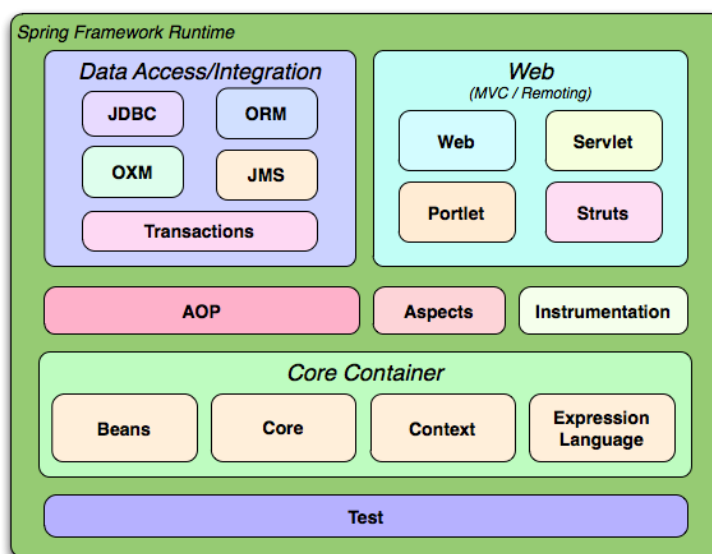 Spring Framework Runtime
Data Access/Integration
JDBC
ORM
OXM
JMS
Transactions
Web
(MVC / Remoting)
Web
Servlet
Portlet
Struts
AOP
Aspects
Instrumentation
Core Container
Beans
Core
Context
Expression
Language
Test